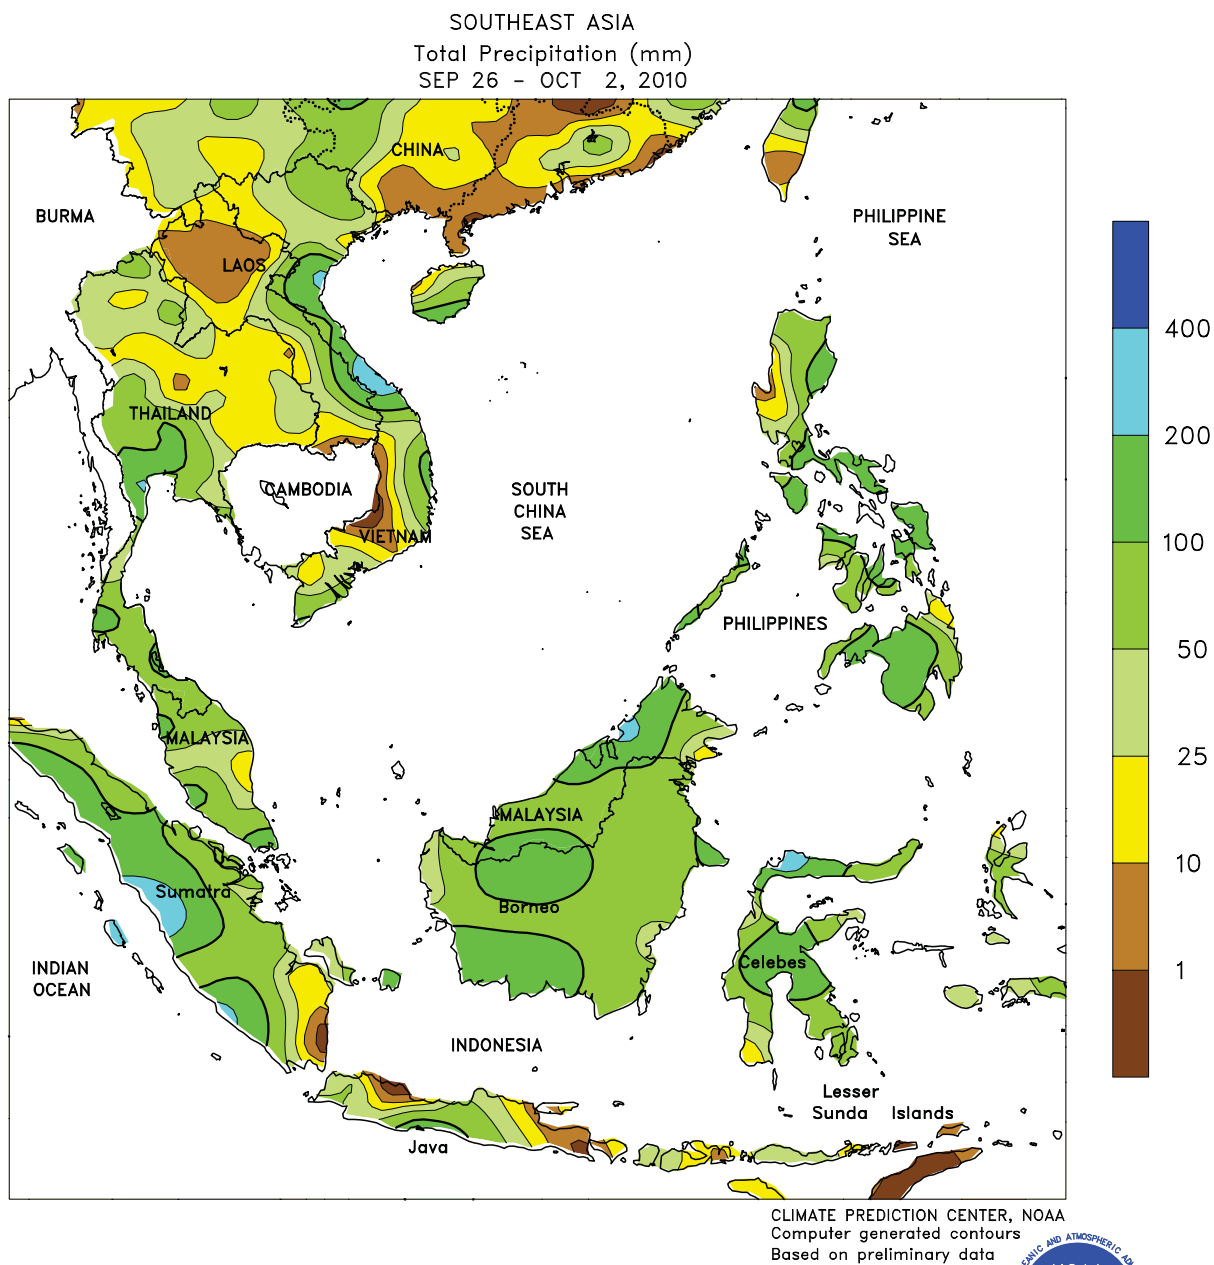 SOUTHEAST ASIA
Total Precipitation (mm)
SEP 26 - OCT 2, 2010
CHINA
BURMA
PHILIPPINE
SEA
LAOS
400
THAILAND
200
CAMBODIA
SOUTH
CHINA
SEA
VIETNAM
100
PHILIPPINES
50
MALAYSIA
25
MALAYSIA
10
Sumatra
Borneo
Celebes
INDIAN
OCEAN
1
INDONESIA
Lesser
Sunda Islands
Java
CLIMATE PREDICTION CENTER, NOAA
Computer generated contours
Based on preliminary data
AND ATMOSPHERIC